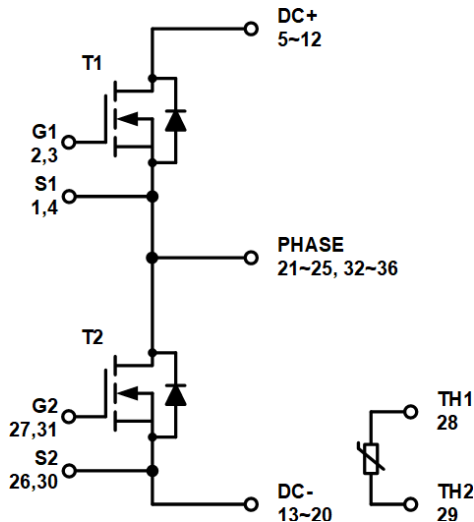 DC+
5~12
T1
G1
2,3
S1
1,4
PHASE
21~25, 32~36
T2
G2
27,31
S2
26,30
TH1
28
DC-
13~20
TH2
29